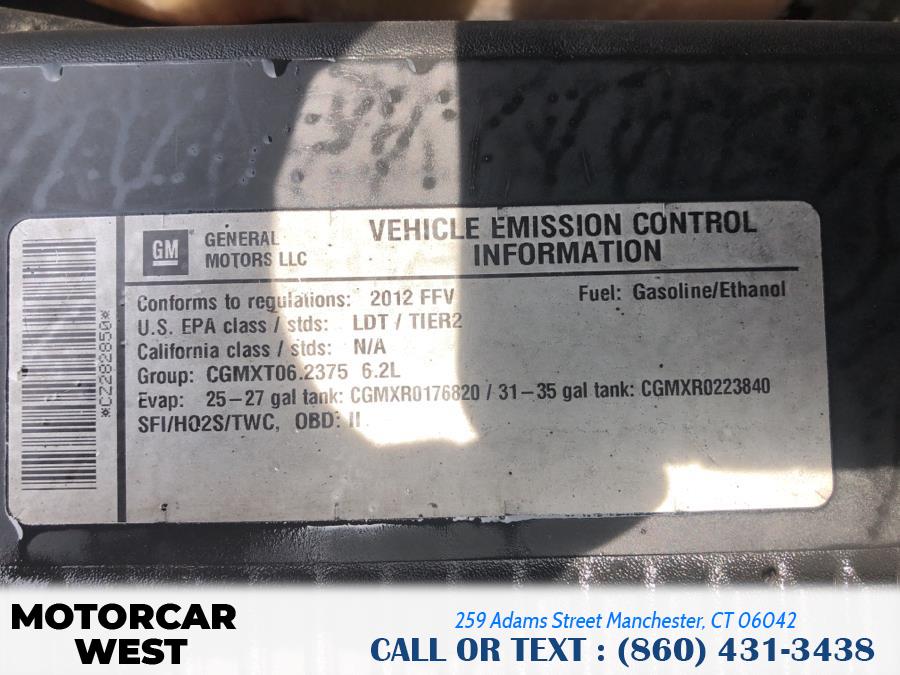 *CZ282850*
GM
GENERAL
MOTORS LLC
VEHICLE EMISSION CONTROL
INFORMATION
Conforms to regulations: 2012 FFV
Fuel: Gasoline/Ethanol
U.S. EPA class / stds: LDT / TIER2
California class / stds: N/A
Group: CGMXT06.2375 6.2L
Evap: 25-27 gal tank: CGMXR0176820 / 31-35 gal tank: CGMXR0223840
SFI/HO2S/TWC, OBD: II
MOTORCAR
WEST
259 Adams Street Manchester, CT 06042
CALL OR TEXT : (860) 431-3438